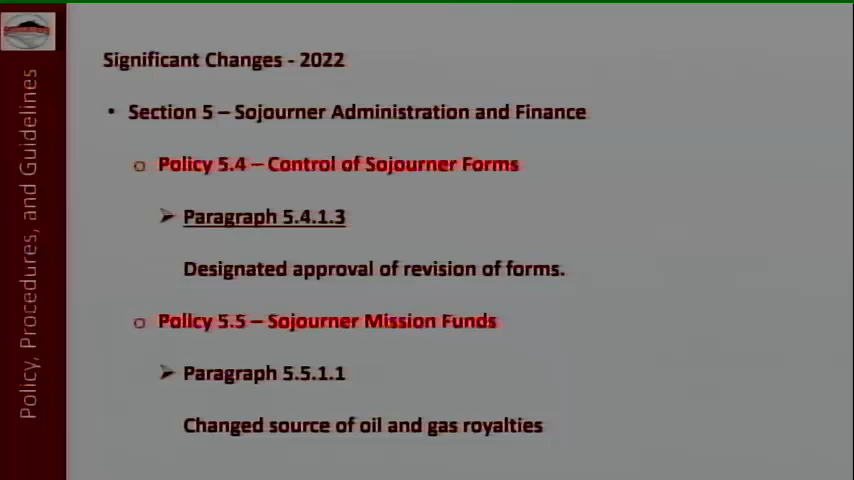 Policy, Procedures, and Guidelines
Significant Changes - 2022
• Section 5 – Sojourner Administration and Finance
o Policy 5.4 – Control of Sojourner Forms
➢ Paragraph 5.4.1.3
Designated approval of revision of forms.
o Policy 5.5 – Sojourner Mission Funds
➢ Paragraph 5.5.1.1
Changed source of oil and gas royalties